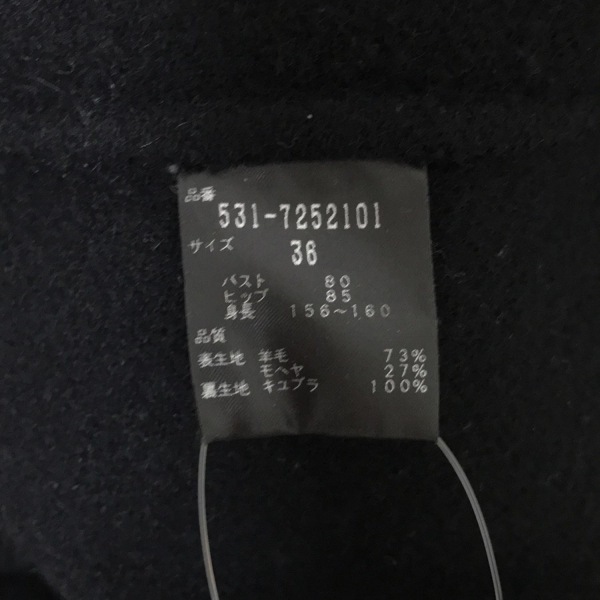 品番
531-7252101
サイズ 36
バスト 80
ヒップ 85
身長 156～160
品質
表生地 羊毛 73%
モヘヤ 27%
裏生地 キュプラ 100%